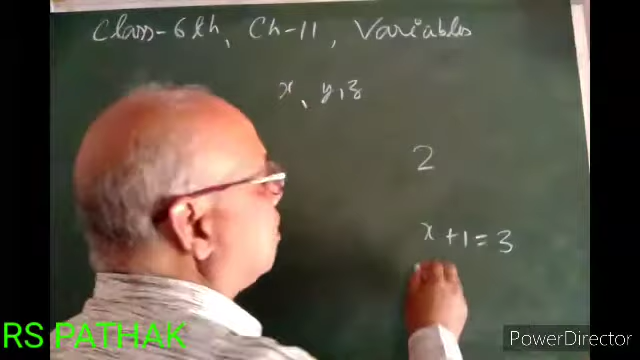 Class-6th, Ch-11, Variables
x, y, z
2
x+1=3
RS PATHAK
PowerDirector